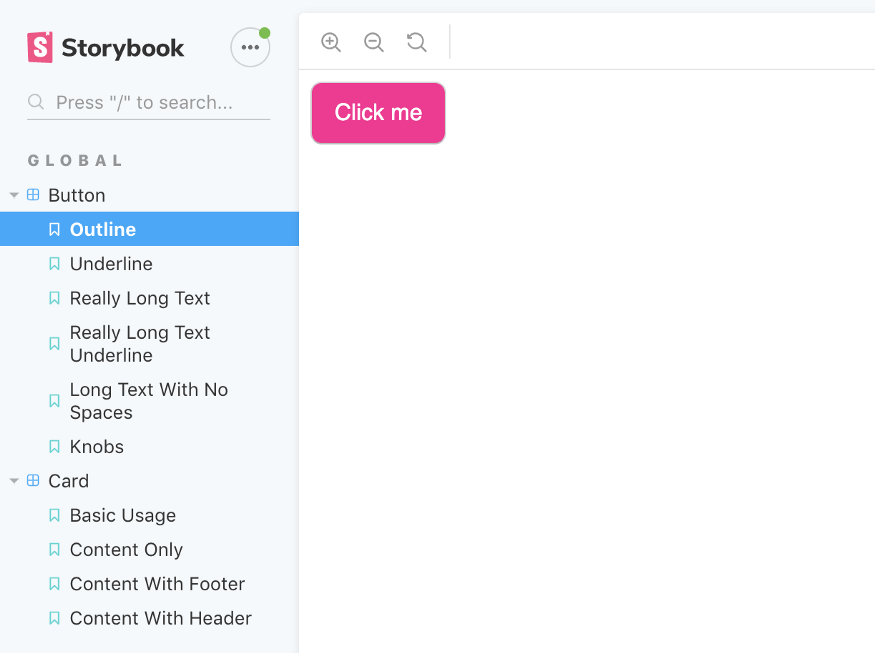 Storybook
Press "/" to search...
GLOBAL
Button
Outline
Underline
Really Long Text
Really Long Text
Underline
Long Text With No
Spaces
Knobs
Card
Basic Usage
Content Only
Content With Footer
Content With Header
Click me